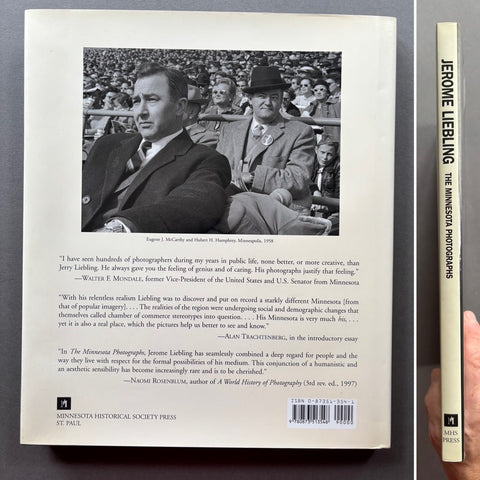 Eugene J. McCarthy and Hubert H. Humphrey. Minneapolis, 1958
"I have seen hundreds of photographers during my years in public life, none better, or more creative, than
Jerry Liebling. He always gave you the feeling of genius and of caring. His photographs justify that feeling."
—WALTER F. MONDALE, former Vice-President of the United States and U.S. Senator from Minnesota
"With his relentless realism Liebling was to discover and put on record a starkly different Minnesota [from
that of popular imagery]. . . . The realities of the region were undergoing social and demographic changes that
themselves called chamber of commerce stereotypes into question. . . . His Minnesota is very much his,
yet it is also a real place, which the pictures help us better to see and know."
—ALAN TRACHTENBERG, in the introductory essay
"In The Minnesota Photographs, Jerome Liebling has seamlessly combined a deep regard for people and the
way they live with respect for the formal possibilities of his medium. This conjunction of a humanistic and
an aesthetic sensibility has become increasingly rare and is to be cherished."
—NAOMI ROSENBLUM, author of A World History of Photography (3rd rev. ed., 1997)
MINNESOTA HISTORICAL SOCIETY PRESS
ST. PAUL
ISBN 0-87351-354-1
9 780873 513548
90000
JEROME LIEBLING THE MINNESOTA PHOTOGRAPHS
MHS
PRESS